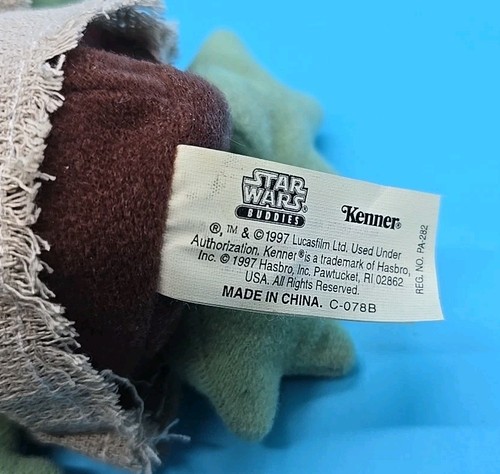 STAR
WARS®
BUDDIES
Kenner®
®, TM & © 1997 Lucasfilm Ltd. Used Under
Authorization. Kenner® is a trademark of Hasbro,
Inc. © 1997 Hasbro, Inc. Pawtucket, RI 02862
USA. All Rights Reserved.
MADE IN CHINA. C-078B
REG. NO. PA-282